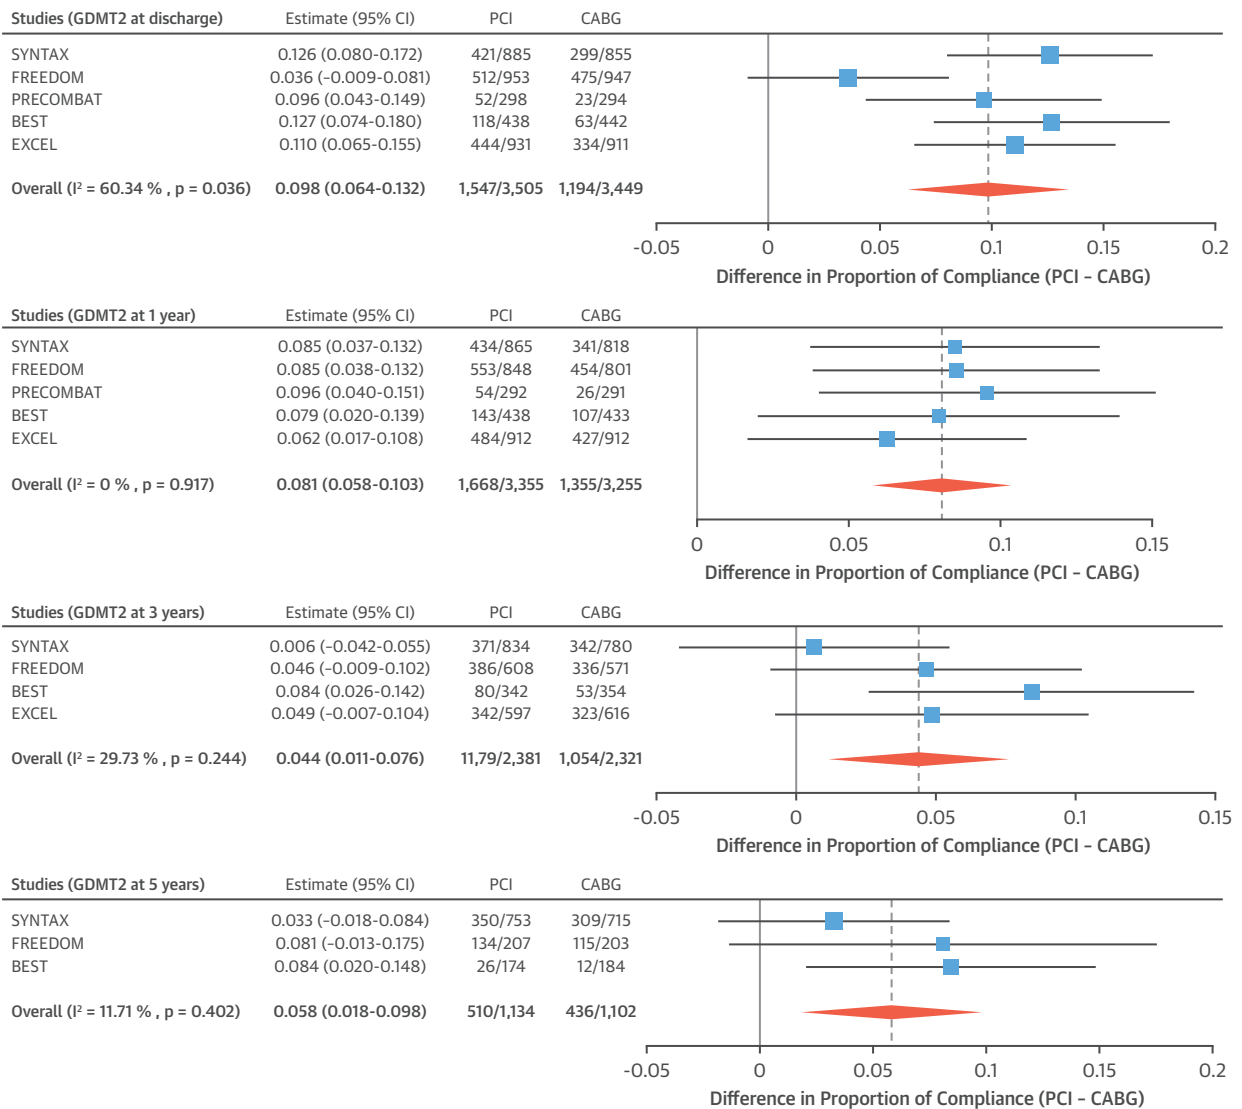 Studies (GDMT2 at discharge) Estimate (95% CI) PCI CABG
SYNTAX 0.126 (0.080-0.172) 421/885 299/855
FREEDOM 0.036 (-0.009-0.081) 512/953 475/947
PRECOMBAT 0.096 (0.043-0.149) 52/298 23/294
BEST 0.127 (0.074-0.180) 118/438 63/442
EXCEL 0.110 (0.065-0.155) 444/931 334/911
Overall (I² = 60.34 % , p = 0.036) 0.098 (0.064-0.132) 1,547/3,505 1,194/3,449
-0.05 0 0.05 0.1 0.15 0.2
Difference in Proportion of Compliance (PCI – CABG)
Studies (GDMT2 at 1 year) Estimate (95% CI) PCI CABG
SYNTAX 0.085 (0.037-0.132) 434/865 341/818
FREEDOM 0.085 (0.038-0.132) 553/848 454/801
PRECOMBAT 0.096 (0.040-0.151) 54/292 26/291
BEST 0.079 (0.020-0.139) 143/438 107/433
EXCEL 0.062 (0.017-0.108) 484/912 427/912
Overall (I² = 0 % , p = 0.917) 0.081 (0.058-0.103) 1,668/3,355 1,355/3,255
0 0.05 0.1 0.15
Difference in Proportion of Compliance (PCI – CABG)
Studies (GDMT2 at 3 years) Estimate (95% CI) PCI CABG
SYNTAX 0.006 (-0.042-0.055) 371/834 342/780
FREEDOM 0.046 (-0.009-0.102) 386/608 336/571
BEST 0.084 (0.026-0.142) 80/342 53/354
EXCEL 0.049 (-0.007-0.104) 342/597 323/616
Overall (I² = 29.73 % , p = 0.244) 0.044 (0.011-0.076) 11,79/2,381 1,054/2,321
-0.05 0 0.05 0.1 0.15
Difference in Proportion of Compliance (PCI – CABG)
Studies (GDMT2 at 5 years) Estimate (95% CI) PCI CABG
SYNTAX 0.033 (-0.018-0.084) 350/753 309/715
FREEDOM 0.081 (-0.013-0.175) 134/207 115/203
BEST 0.084 (0.020-0.148) 26/174 12/184
Overall (I² = 11.71 % , p = 0.402) 0.058 (0.018-0.098) 510/1,134 436/1,102
-0.05 0 0.05 0.1 0.15 0.2
Difference in Proportion of Compliance (PCI – CABG)